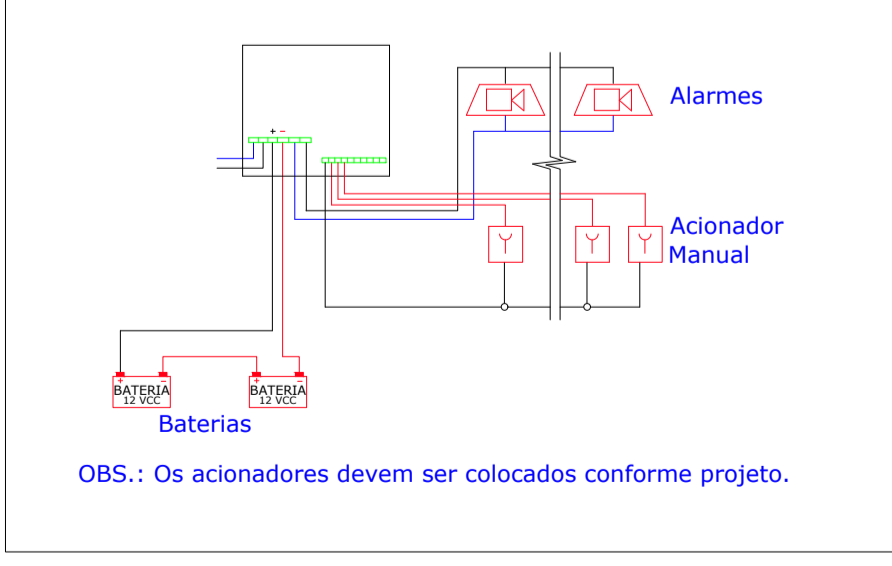 Alarmes
+ −
Acionador
Manual
+ − + −
BATERIA BATERIA
12 VCC 12 VCC
Baterias
OBS.: Os acionadores devem ser colocados conforme projeto.